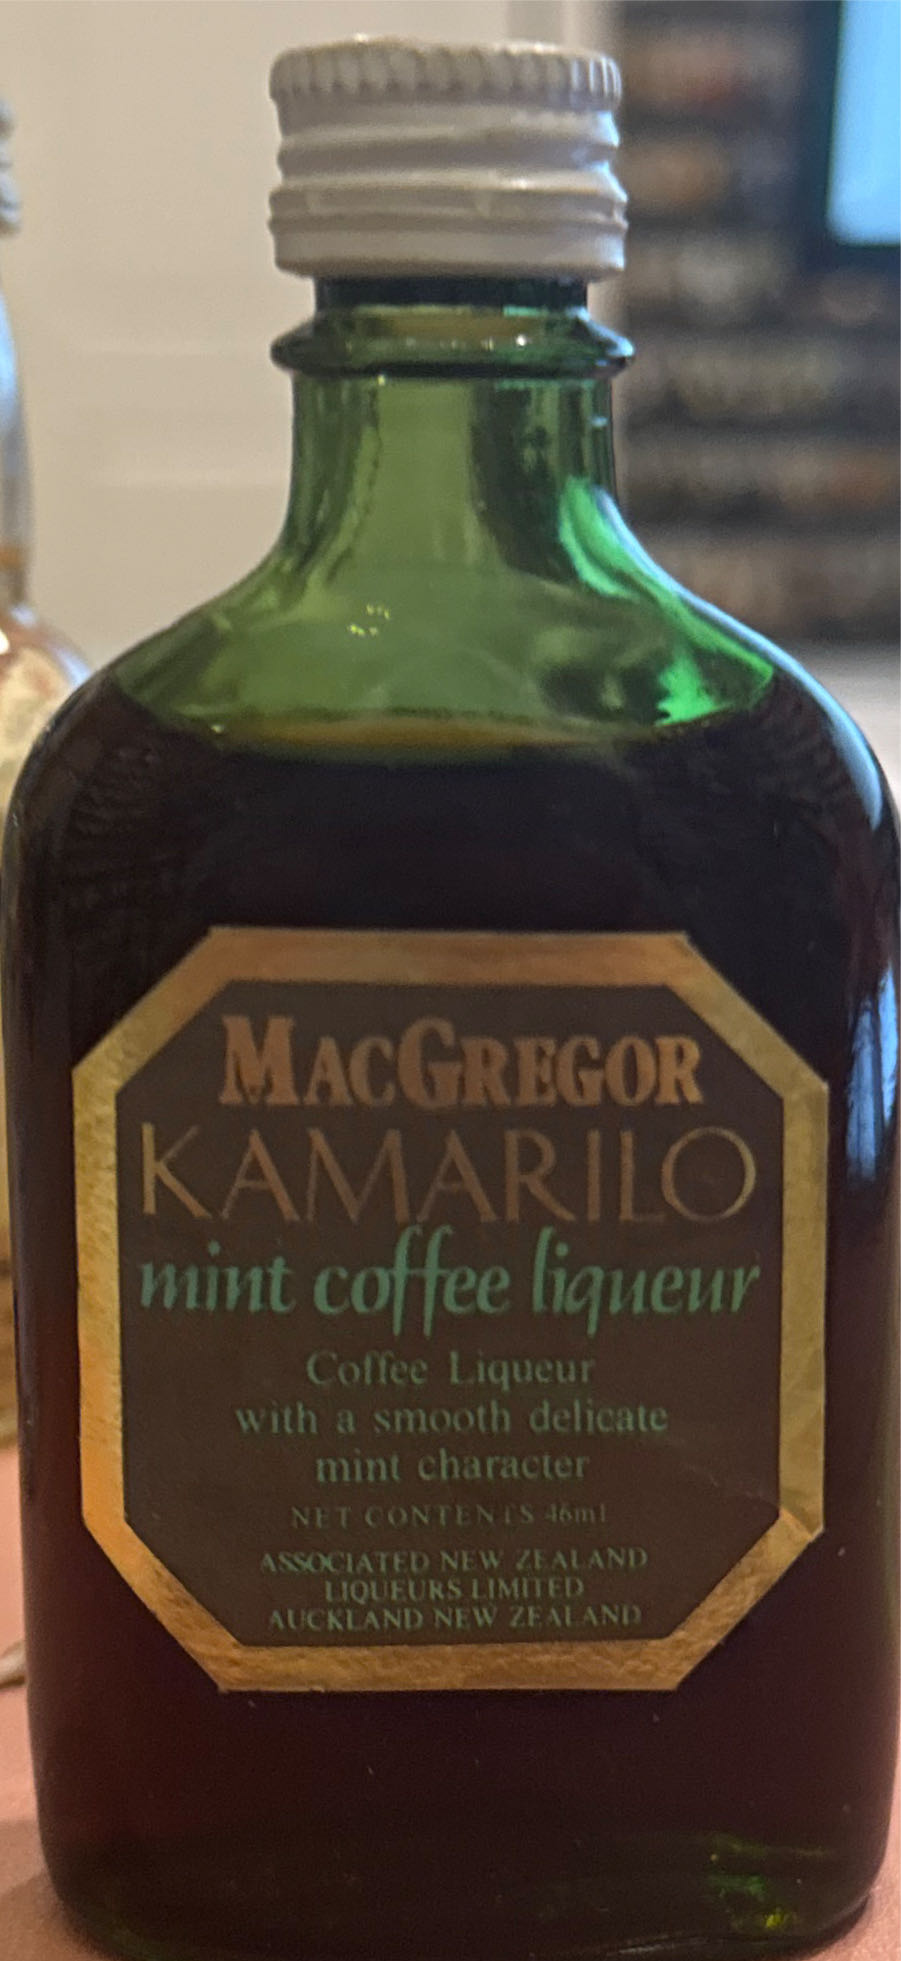 MACGREGOR
KAMARILO
mint coffee liqueur
Coffee Liqueur
with a smooth delicate
mint character
NET CONTENTS 46ml
ASSOCIATED NEW ZEALAND
LIQUEURS LIMITED
AUCKLAND NEW ZEALAND